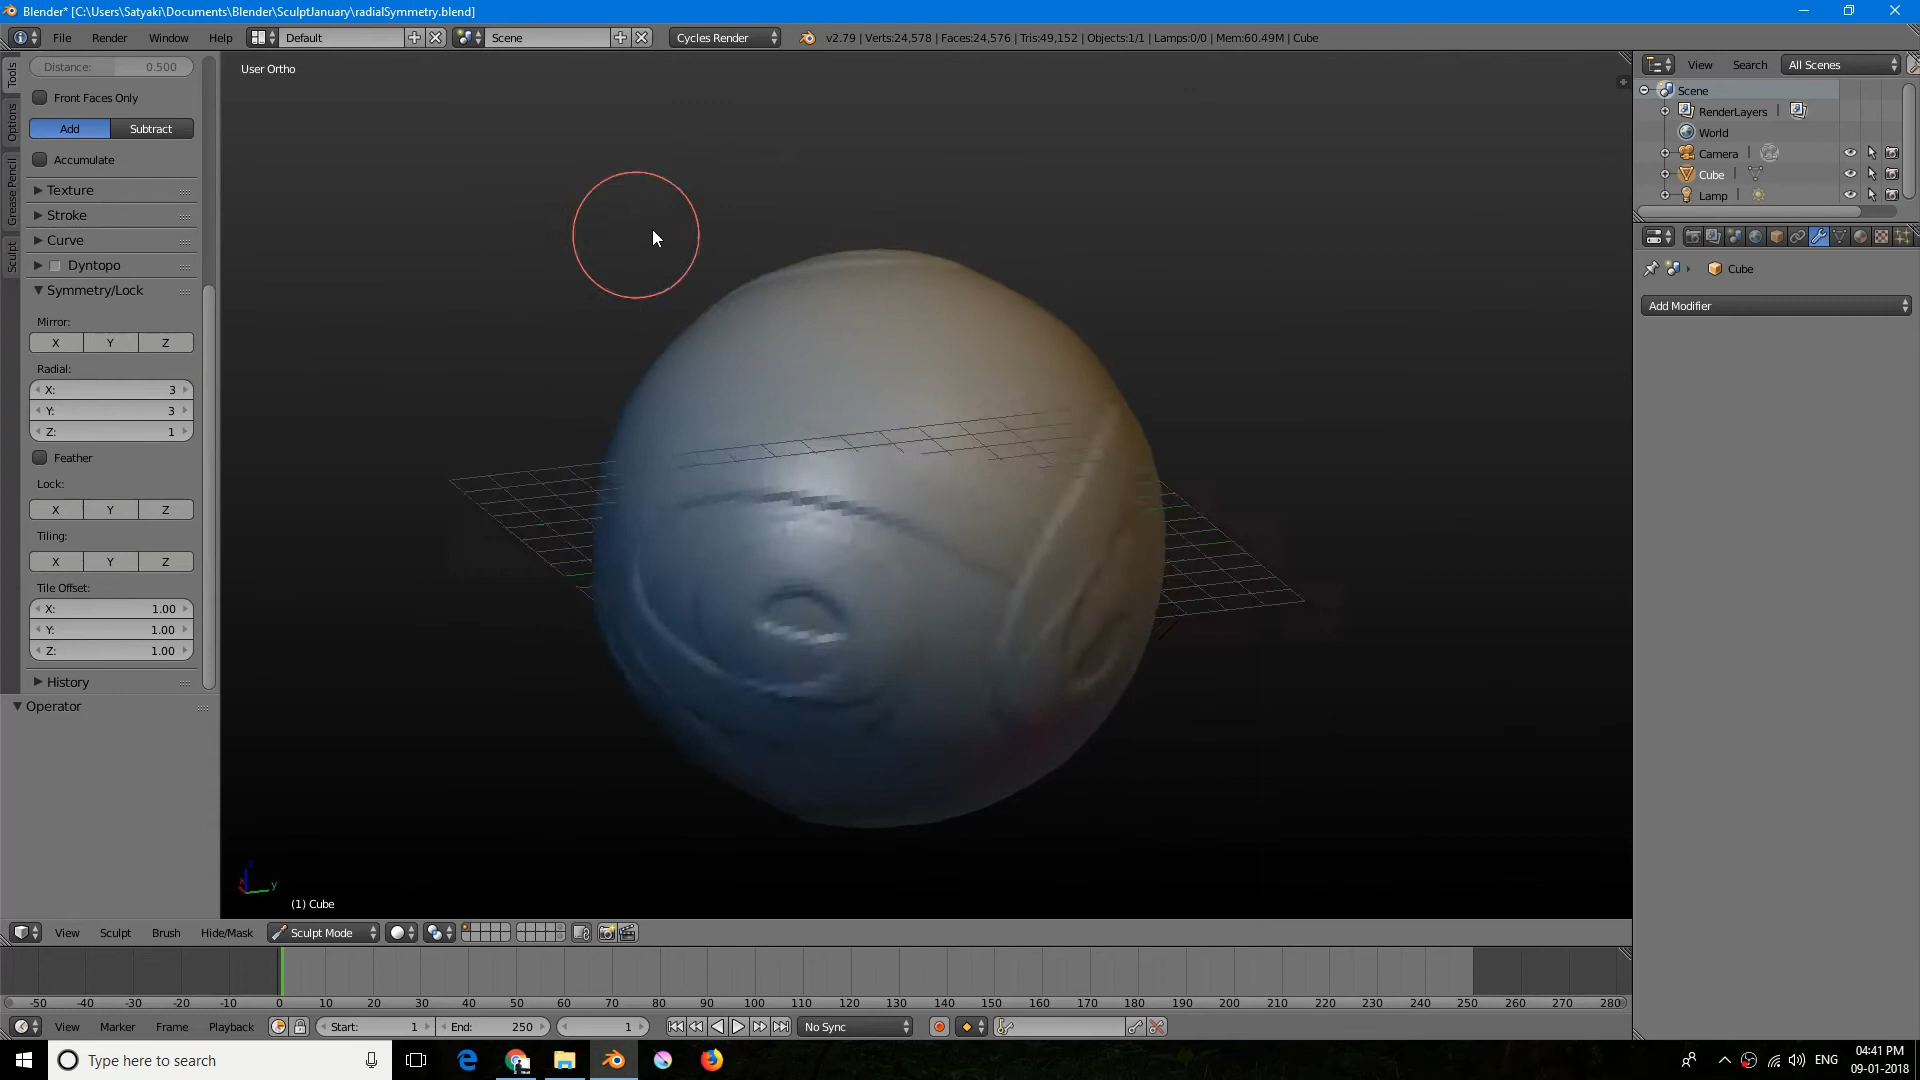 Blender* [C:\Users\Satyaki\Documents\Blender\SculptJanuary\radialSymmetry.blend]
File Render Window Help Default Scene Cycles Render v2.79 | Verts:24,578 | Faces:24,576 | Tris:49,152 | Objects:1/1 | Lamps:0/0 | Mem:60.49M | Cube
Tools
Options
Grease Pencil
Sculpt
Distance: 0.500
Front Faces Only
Add Subtract
Accumulate
Texture
Stroke
Curve
Dyntopo
Symmetry/Lock
Mirror:
X Y Z
Radial:
X: 3
Y: 3
Z: 1
Feather
Lock:
X Y Z
Tiling:
X Y Z
Tile Offset:
X: 1.00
Y: 1.00
Z: 1.00
History
Operator
User Ortho
y
(1) Cube
View Search All Scenes
Scene
RenderLayers
World
Camera
Cube
Lamp
Cube
Add Modifier
View Sculpt Brush Hide/Mask Sculpt Mode
-50 -40 -30 -20 -10 0 10 20 30 40 50 60 70 80 90 100 110 120 130 140 150 160 170 180 190 200 210 220 230 240 250 260 270 280
View Marker Frame Playback Start: 1 End: 250 1 No Sync
Type here to search
ENG
04:41 PM
09-01-2018